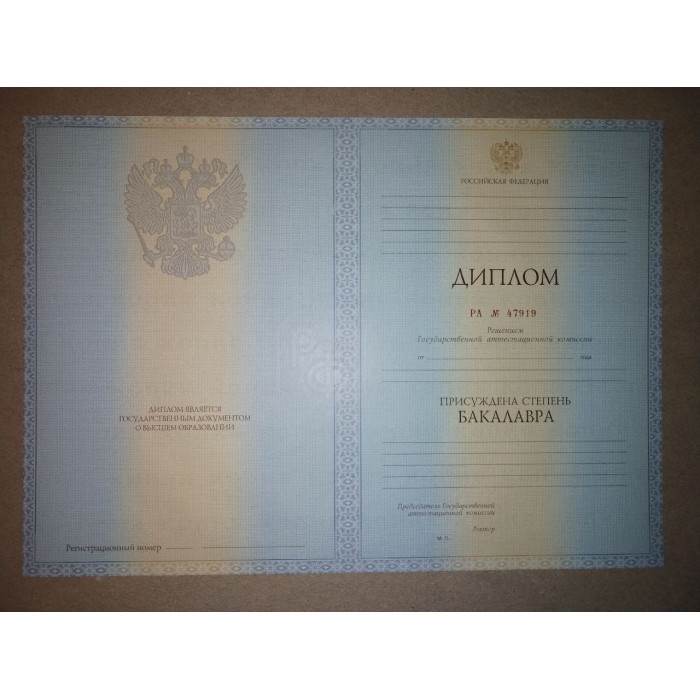 ДИПЛОМ ЯВЛЯЕТСЯ
ГОСУДАРСТВЕННЫМ ДОКУМЕНТОМ
О ВЫСШЕМ ОБРАЗОВАНИИ
Регистрационный номер
РФ
РОССИЙСКАЯ ФЕДЕРАЦИЯ
ДИПЛОМ
РА № 47919
Решением
Государственной аттестационной комиссии
от года
ПРИСУЖДЕНА СТЕПЕНЬ
БАКАЛАВРА
Председатель Государственной
аттестационной комиссии
Ректор
М.П.